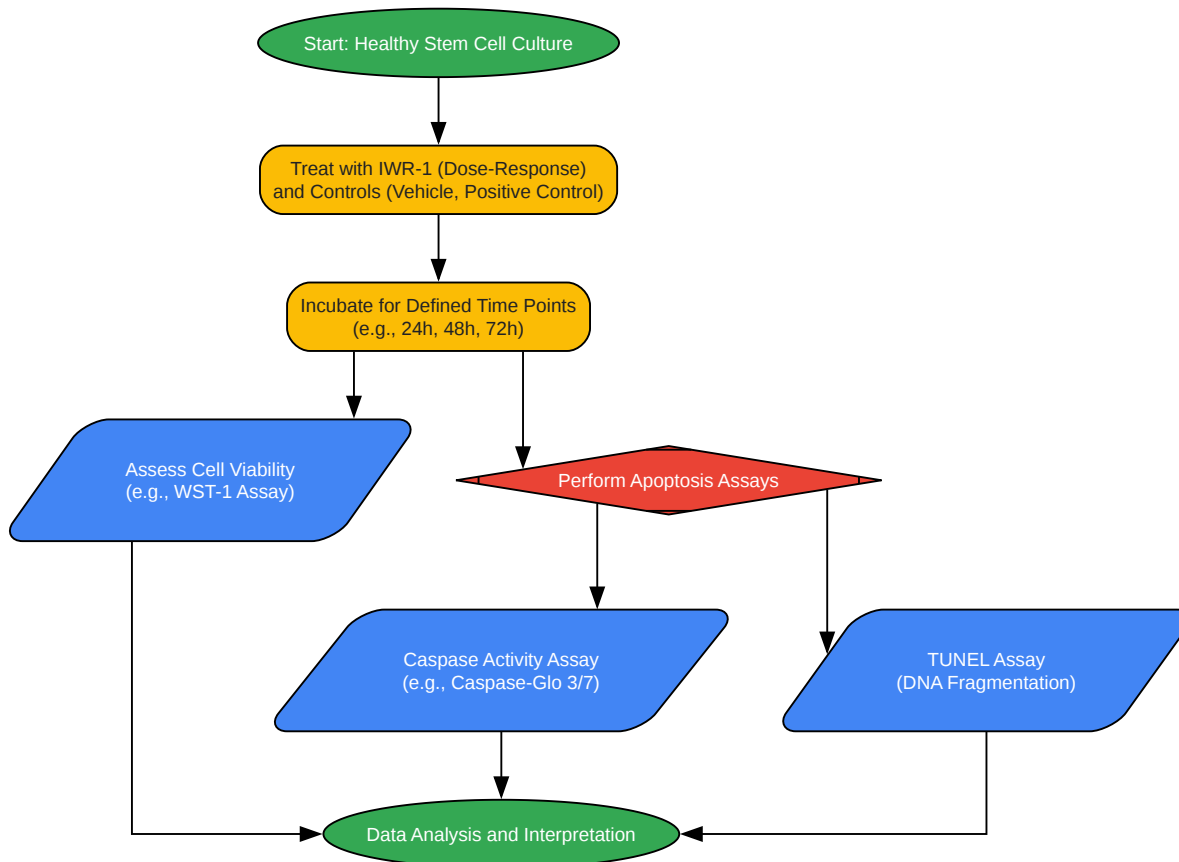 Start: Healthy Stem Cell Culture
Treat with IWR-1 (Dose-Response)
and Controls (Vehicle, Positive Control)
Incubate for Defined Time Points
(e.g., 24h, 48h, 72h)
Assess Cell Viability
(e.g., WST-1 Assay)
Perform Apoptosis Assays
Caspase Activity Assay
(e.g., Caspase-Glo 3/7)
TUNEL Assay
(DNA Fragmentation)
Data Analysis and Interpretation